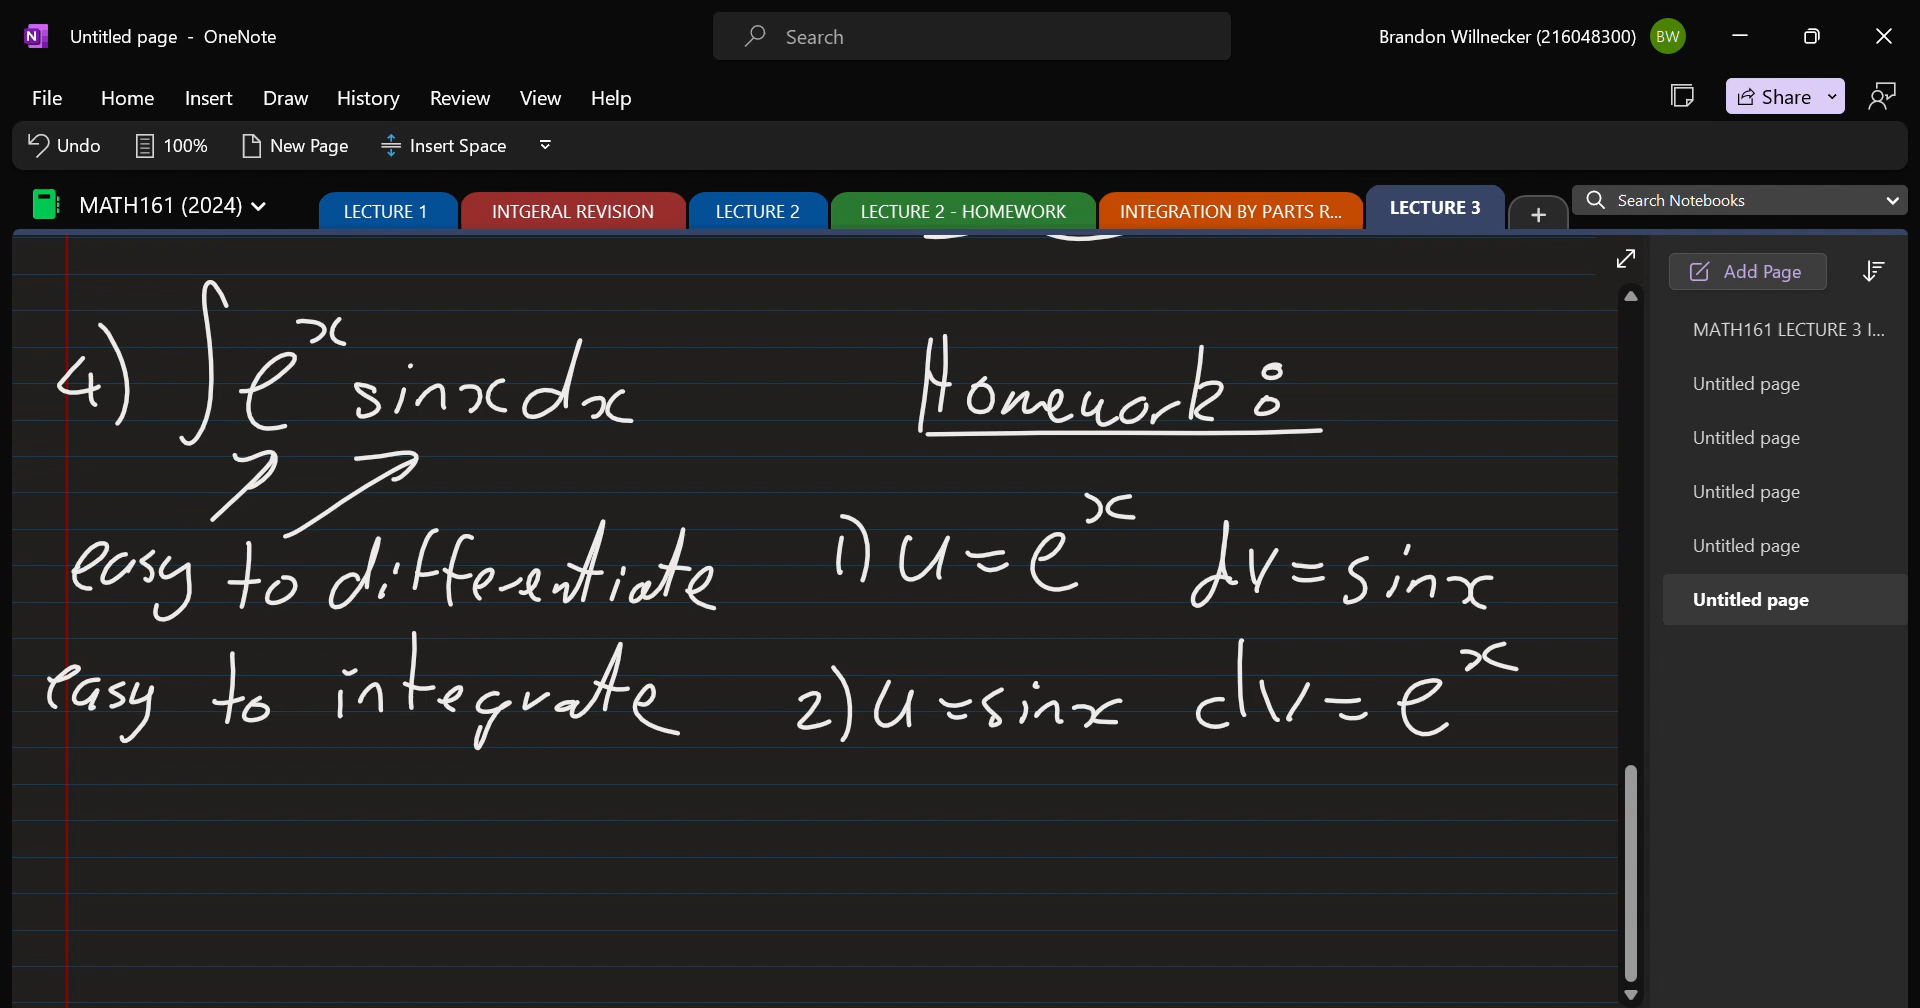 Untitled page - OneNote
Search
Brandon Willnecker (216048300) BW
File Home Insert Draw History Review View Help
Share
Undo 100% New Page Insert Space
MATH161 (2024)
LECTURE 1 INTGERAL REVISION LECTURE 2 LECTURE 2 - HOMEWORK INTEGRATION BY PARTS R... LECTURE 3 +
Search Notebooks
4) ∫ e^x sinx dx
easy to differentiate
easy to integrate
Homework :
1) u = e^x dv = sinx
2) u = sinx dv = e^x
Add Page
MATH161 LECTURE 3 I...
Untitled page
Untitled page
Untitled page
Untitled page
Untitled page